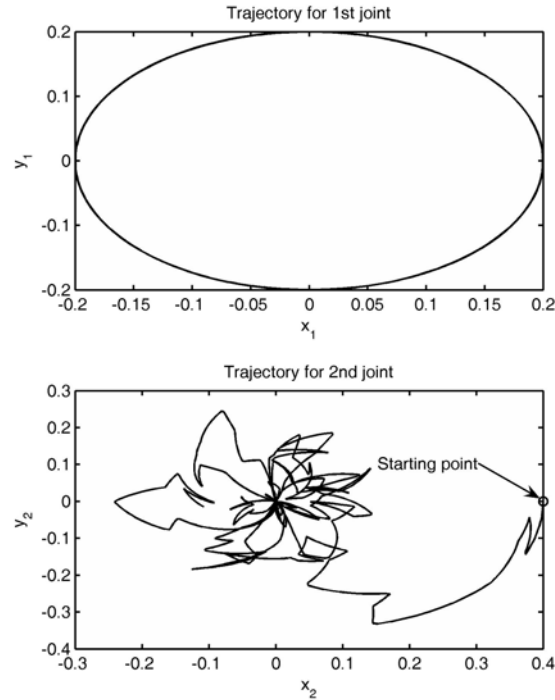 Trajectory for 1st joint
0.2
0.1
0
-0.1
-0.2
y1
-0.2 -0.15 -0.1 -0.05 0 0.05 0.1 0.15 0.2
x1
Trajectory for 2nd joint
0.3
0.2
0.1
0
-0.1
-0.2
-0.3
-0.4
y2
Starting point
-0.3 -0.2 -0.1 0 0.1 0.2 0.3 0.4
x2